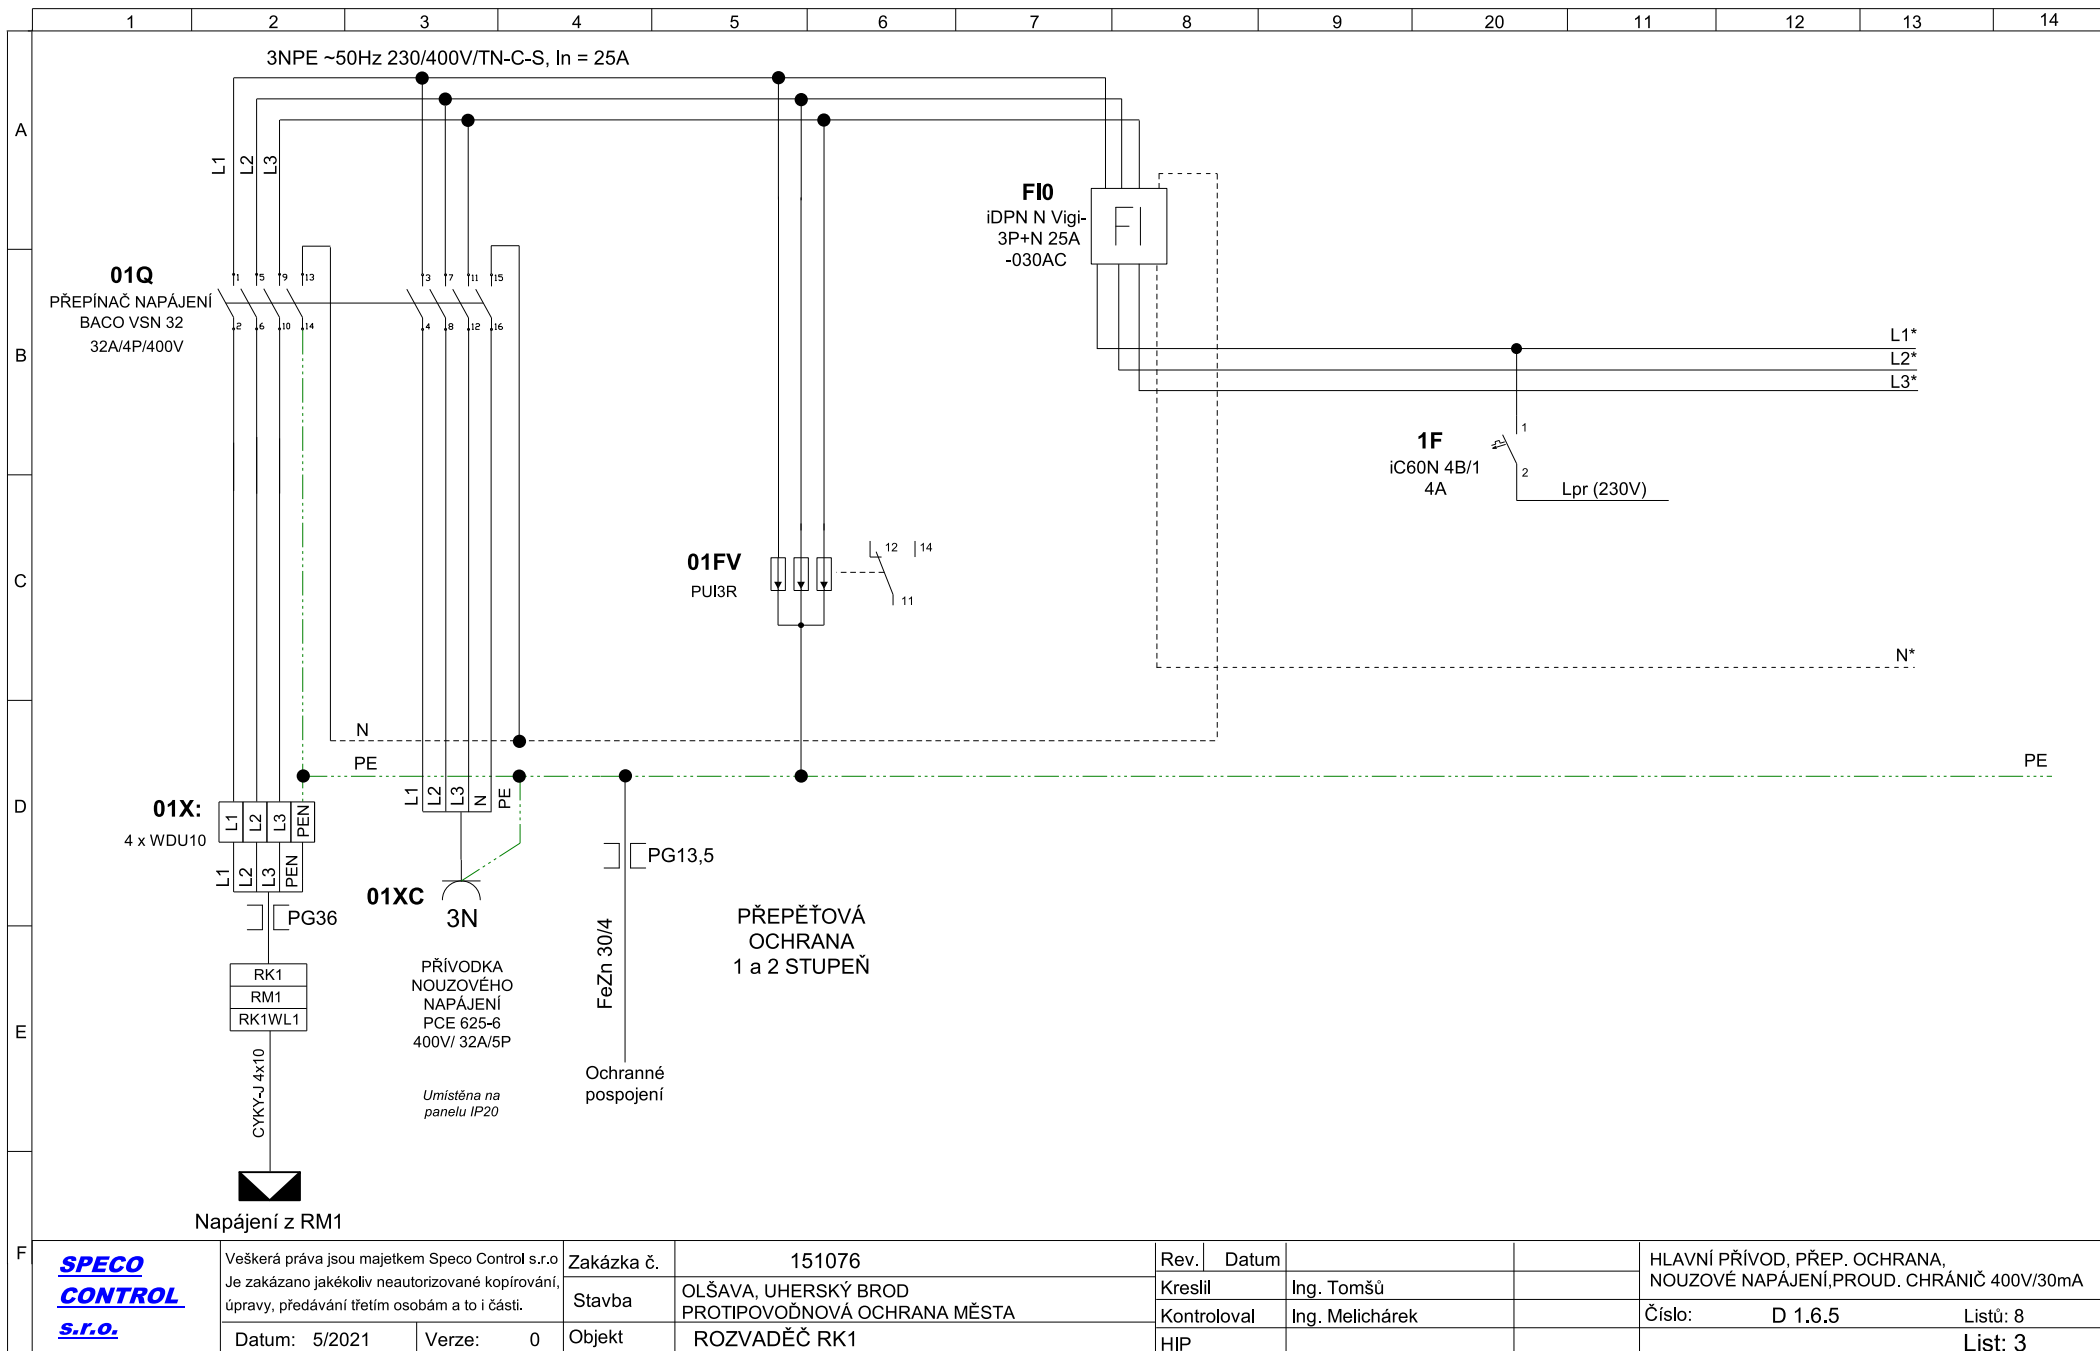 1 2 3 4 5 6 7 8 9 20 11 12 13 14
A
B
C
D
E
F
3NPE ~50Hz 230/400V/TN-C-S, In = 25A
L1
L2
L3
01Q
PŘEPÍNAČ NAPÁJENÍ
BACO VSN 32
32A/4P/400V
1 5 9 13
2 6 10 14
3 7 11 15
4 8 12 16
FI0
iDPN N Vigi-
3P+N 25A
-030AC
FI
L1*
L2*
L3*
1F
iC60N 4B/1
4A
1
2
Lpr (230V)
01FV
PUI3R
12 14
11
N*
N
PE
PE
01X:
4 x WDU10
L1 L2 L3 PEN
L1 L2 L3 PEN
PG36
RK1
RM1
RK1WL1
CYKY-J 4x10
Napájení z RM1
L1 L2 L3 N PE
01XC
3N
PŘÍVODKA
NOUZOVÉHO
NAPÁJENÍ
PCE 625-6
400V/ 32A/5P
Umístěna na
panelu IP20
PG13,5
FeZn 30/4
Ochranné
pospojení
PŘEPĚŤOVÁ
OCHRANA
1 a 2 STUPEŇ
SPECO
CONTROL
s.r.o.
Veškerá práva jsou majetkem Speco Control s.r.o
Je zakázano jakékoliv neautorizované kopírování,
úpravy, předávání třetím osobám a to i části.
Datum: 5/2021 Verze: 0
Zakázka č. 151076
Stavba OLŠAVA, UHERSKÝ BROD
PROTIPOVOĎNOVÁ OCHRANA MĚSTA
Objekt ROZVADĚČ RK1
Rev. Datum
Kreslil Ing. Tomšů
Kontroloval Ing. Melichárek
HIP
HLAVNÍ PŘÍVOD, PŘEP. OCHRANA,
NOUZOVÉ NAPÁJENÍ,PROUD. CHRÁNIČ 400V/30mA
Číslo: D 1.6.5 Listů: 8
List: 3